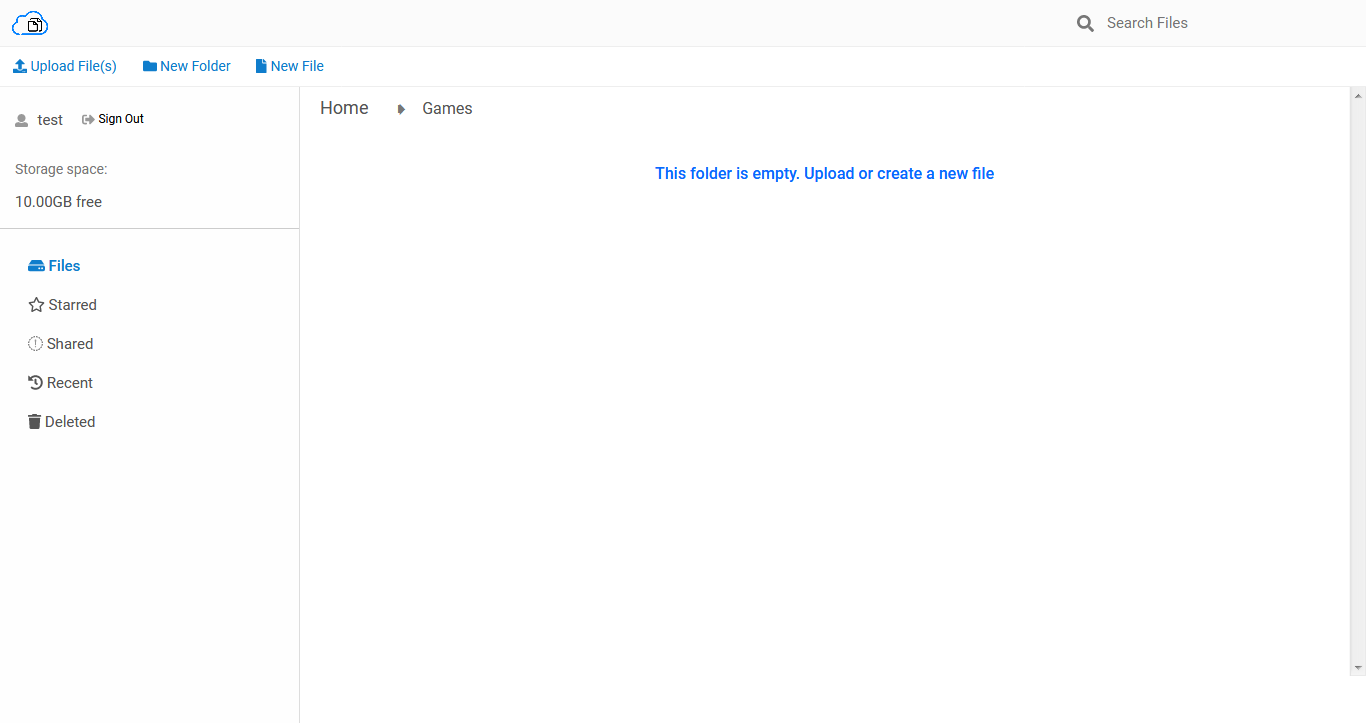 Search Files
Upload File(s) New Folder New File
test Sign Out
Storage space:
10.00GB free
Files
Starred
Shared
Recent
Deleted
Home Games
This folder is empty. Upload or create a new file